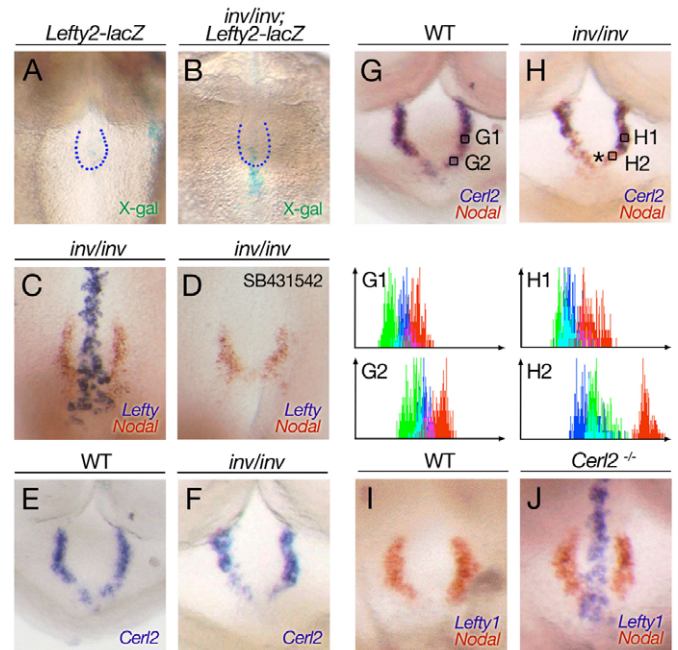 Lefty2-lacZ
inv/inv;
Lefty2-lacZ
A
X-gal
B
X-gal
inv/inv
inv/inv
C
Lefty
Nodal
D
SB431542
Lefty
Nodal
WT
inv/inv
E
Cerl2
F
Cerl2
WT
inv/inv
G
G1
G2
Cerl2
Nodal
H
H1
* H2
Cerl2
Nodal
G1
H1
G2
H2
WT
Cerl2 -/-
I
Lefty1
Nodal
J
Lefty1
Nodal